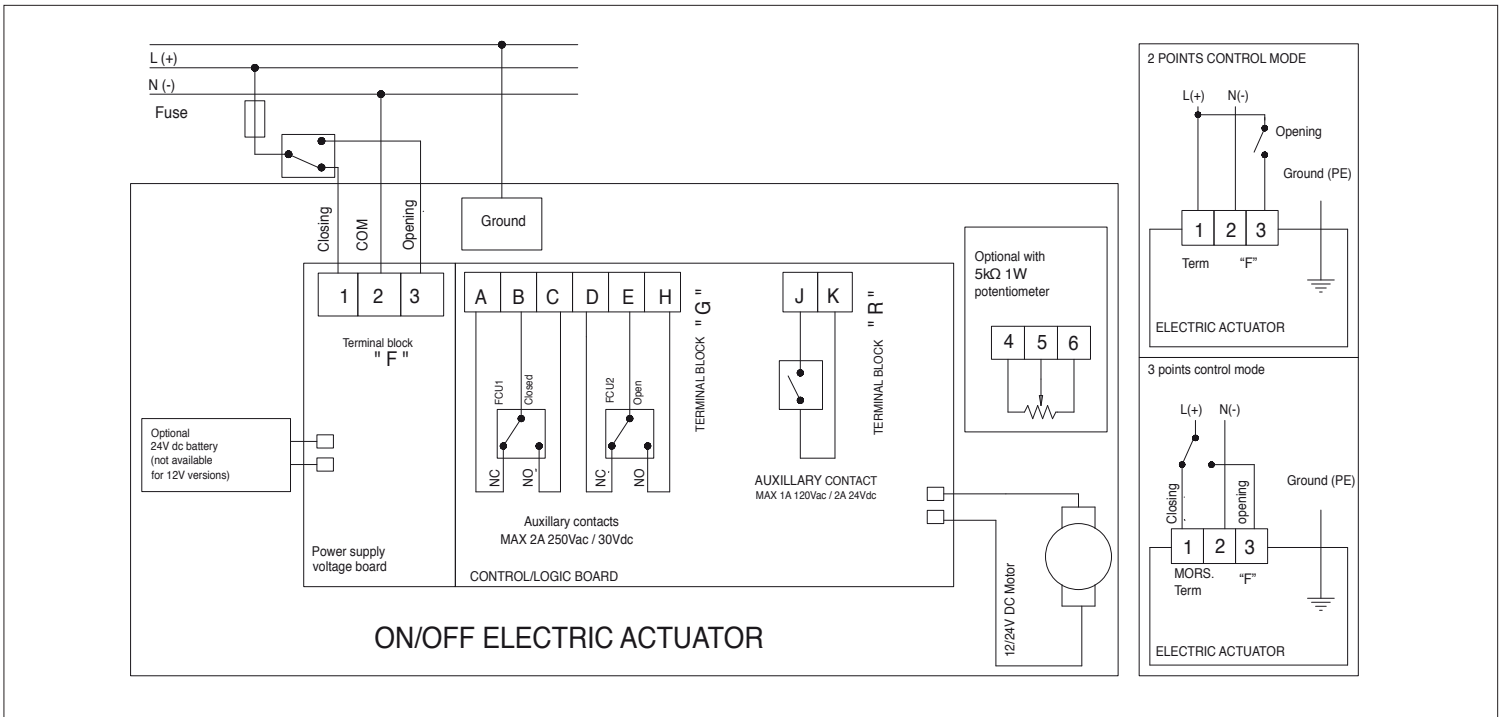 L (+)
N (-)
Fuse
Closing
COM
Opening
Ground
1 2 3
Terminal block
" F "
A B C D E H
TERMINAL BLOCK " G "
FCU1
Closed
FCU2
Open
NC
NO
NC
NO
Auxillary contacts
MAX 2A 250Vac / 30Vdc
J K
TERMINAL BLOCK " R "
AUXILLARY CONTACT
MAX 1A 120Vac / 2A 24Vdc
Optional with
5kΩ 1W
potentiometer
4 5 6
Optional
24V dc battery
(not available
for 12V versions)
Power supply
voltage board
CONTROL/LOGIC BOARD
12/24V DC Motor
ON/OFF ELECTRIC ACTUATOR
2 POINTS CONTROL MODE
L(+) N(-)
Opening
Ground (PE)
1 2 3
Term "F"
ELECTRIC ACTUATOR
3 points control mode
L(+) N(-)
Closing
opening
Ground (PE)
1 2 3
MORS.
Term "F"
ELECTRIC ACTUATOR